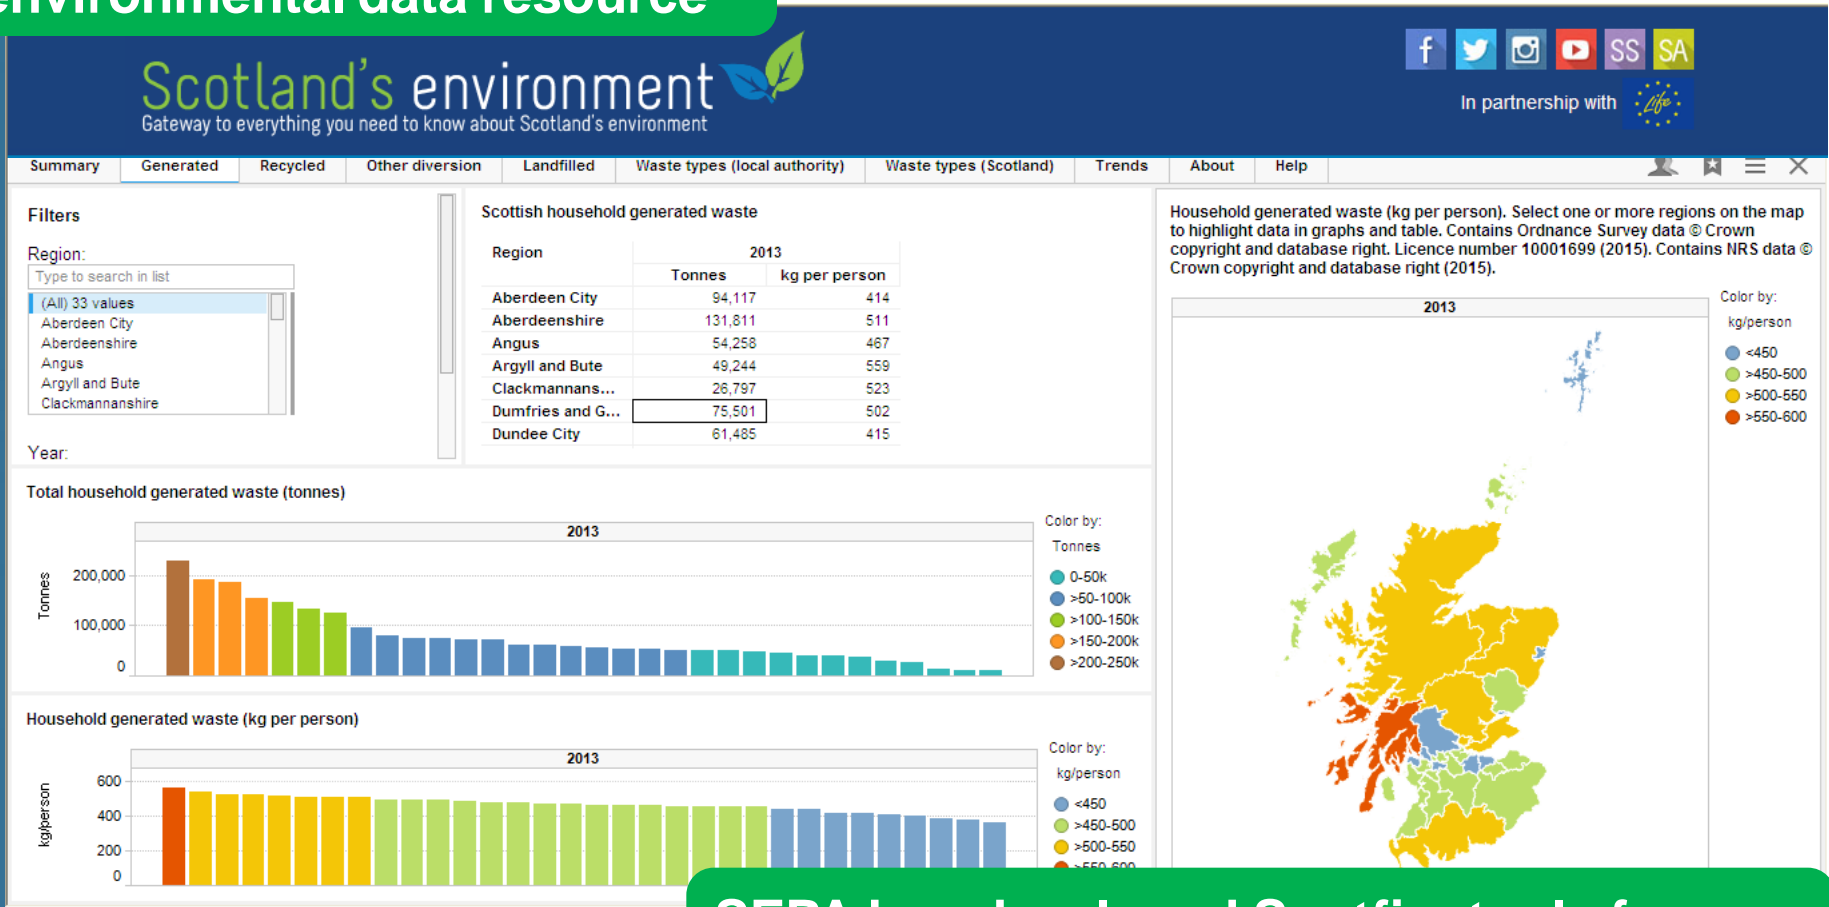 environmental data resource
Scotland's environment
Gateway to everything you need to know about Scotland's environment
f
SS
SA
In partnership with
Life
Summary Generated Recycled Other diversion Landfilled Waste types (local authority) Waste types (Scotland) Trends About Help
Filters
Region:
Type to search in list
(All) 33 values
Aberdeen City
Aberdeenshire
Angus
Argyll and Bute
Clackmannanshire
Year:
Scottish household generated waste
Region 2013
Tonnes kg per person
Aberdeen City 94,117 414
Aberdeenshire 131,811 511
Angus 54,258 467
Argyll and Bute 49,244 559
Clackmannans... 26,797 523
Dumfries and G... 75,501 502
Dundee City 61,485 415
Household generated waste (kg per person). Select one or more regions on the map
to highlight data in graphs and table. Contains Ordnance Survey data © Crown
copyright and database right. Licence number 10001699 (2015). Contains NRS data ©
Crown copyright and database right (2015).
2013
Color by:
kg/person
<450
>450-500
>500-550
>550-600
Total household generated waste (tonnes)
2013
Tonnes
200,000
100,000
0
Color by:
Tonnes
0-50k
>50-100k
>100-150k
>150-200k
>200-250k
Household generated waste (kg per person)
2013
kg/person
600
400
200
0
Color by:
kg/person
<450
>450-500
>500-550
>550-600